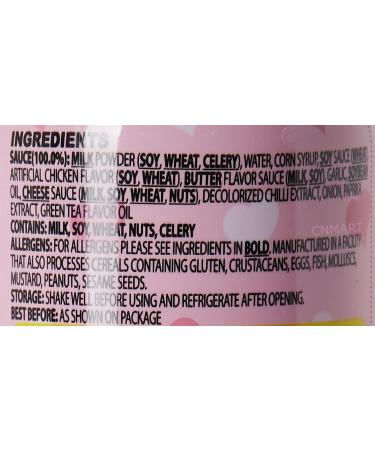 INGREDIENTS
SAUCE(100.0%): MILK POWDER (SOY, WHEAT, CELERY), WATER, CORN SYRUP, SOY SAUCE (WHEAT)
ARTIFICIAL CHICKEN FLAVOR (SOY, WHEAT), BUTTER FLAVOR SAUCE (MILK, SOY), GARLIC, SOYBEAN
OIL, CHEESE SAUCE (MILK, SOY, WHEAT, NUTS), DECOLORIZED CHILLI EXTRACT, ONION, PAPRIKA
EXTRACT, GREEN TEA FLAVOR OIL
CONTAINS: MILK, SOY, WHEAT, NUTS, CELERY
ALLERGENS: FOR ALLERGENS PLEASE SEE INGREDIENTS IN BOLD. MANUFACTURED IN A FACILITY
THAT ALSO PROCESSES CEREALS CONTAINING GLUTEN, CRUSTACEANS, EGGS, FISH, MOLLUSCS,
MUSTARD, PEANUTS, SESAME SEEDS.
STORAGE: SHAKE WELL BEFORE USING AND REFRIGERATE AFTER OPENING.
BEST BEFORE: AS SHOWN ON PACKAGE
CNMART